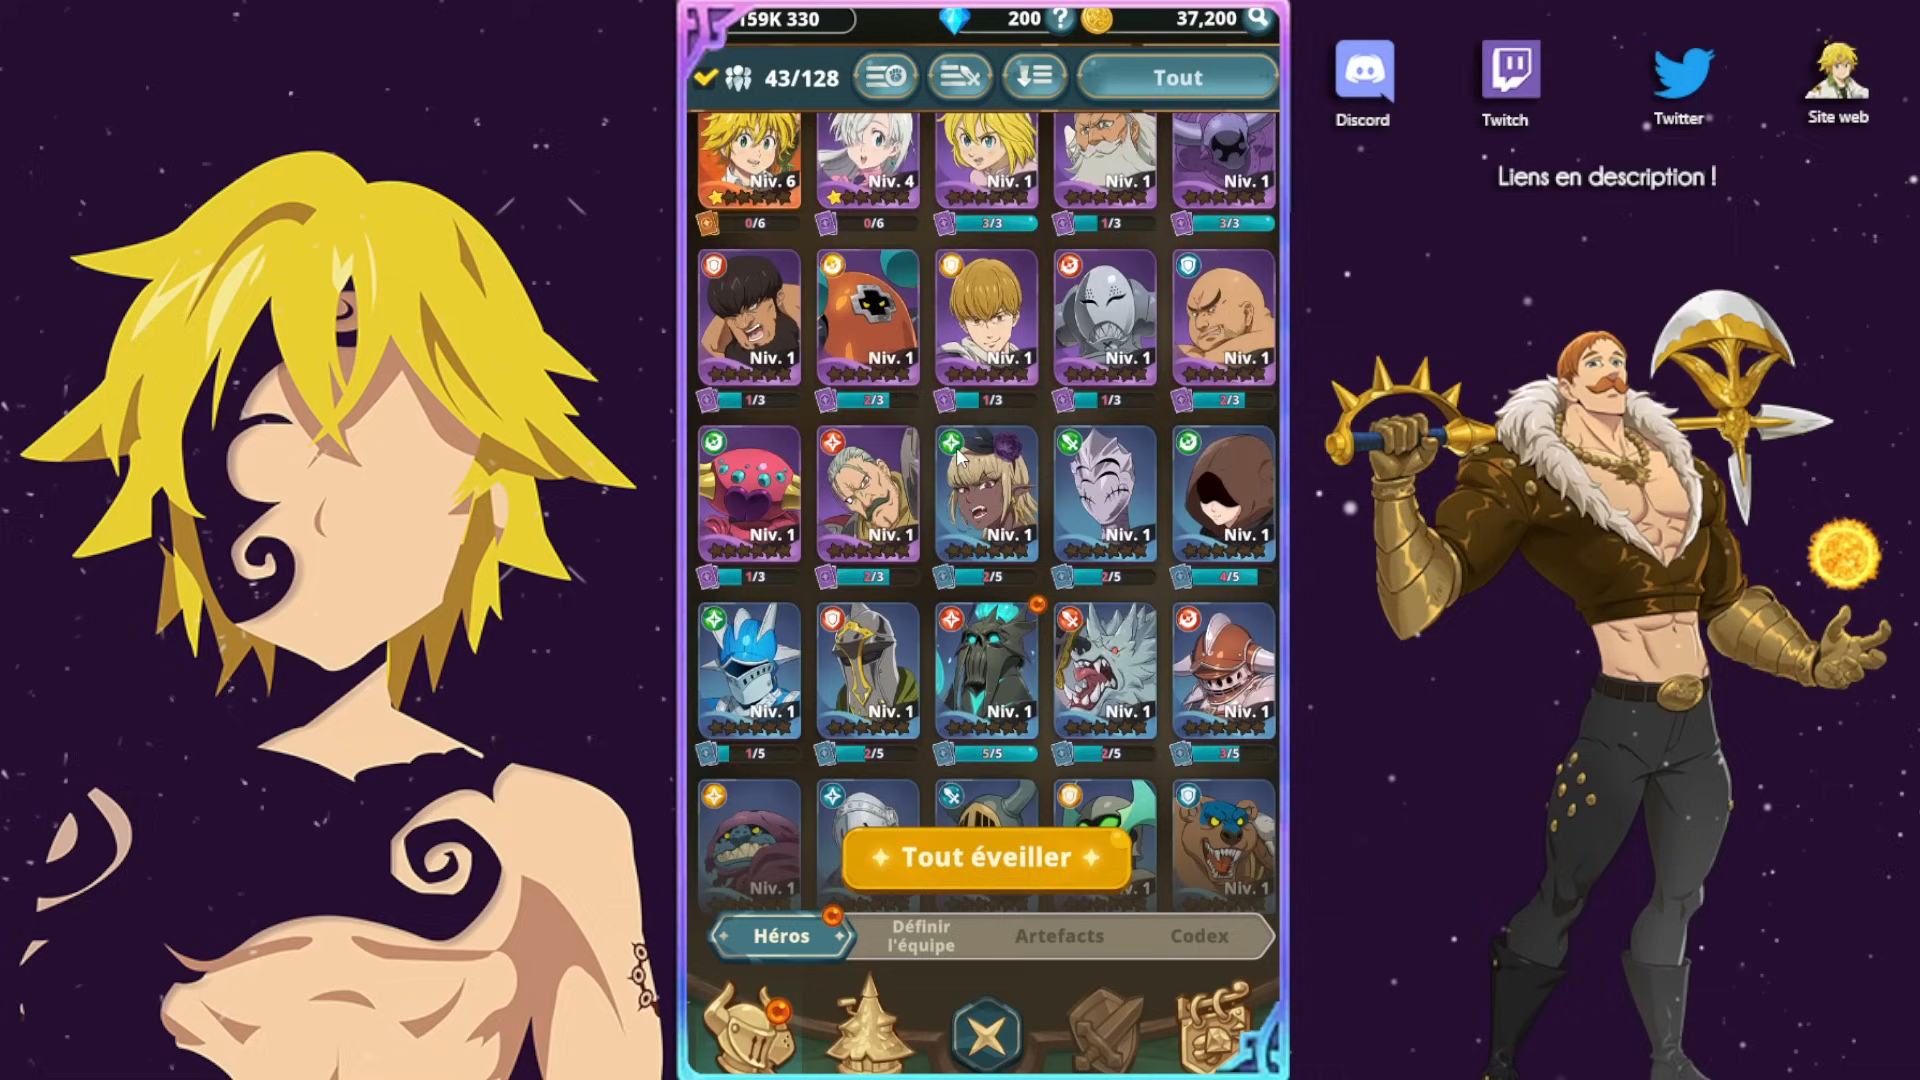 159K 330
200 ?
37,200
43/128
Tout
Niv. 6 Niv. 4 Niv. 1 Niv. 1 Niv. 1
0/6 0/6 3/3 1/3 3/3
Niv. 1 Niv. 1 Niv. 1 Niv. 1 Niv. 1
1/3 2/3 1/3 1/3 2/3
Niv. 1 Niv. 1 Niv. 1 Niv. 1 Niv. 1
1/3 2/3 2/5 2/5 4/5
Niv. 1 Niv. 1 Niv. 1 Niv. 1 Niv. 1
1/5 2/5 5/5 2/5 3/5
Niv. 1 v. 1 Niv. 1
Tout éveiller
Héros
Définir
l'équipe
Artefacts
Codex
Discord
Twitch
Twitter
Site web
Liens en description !